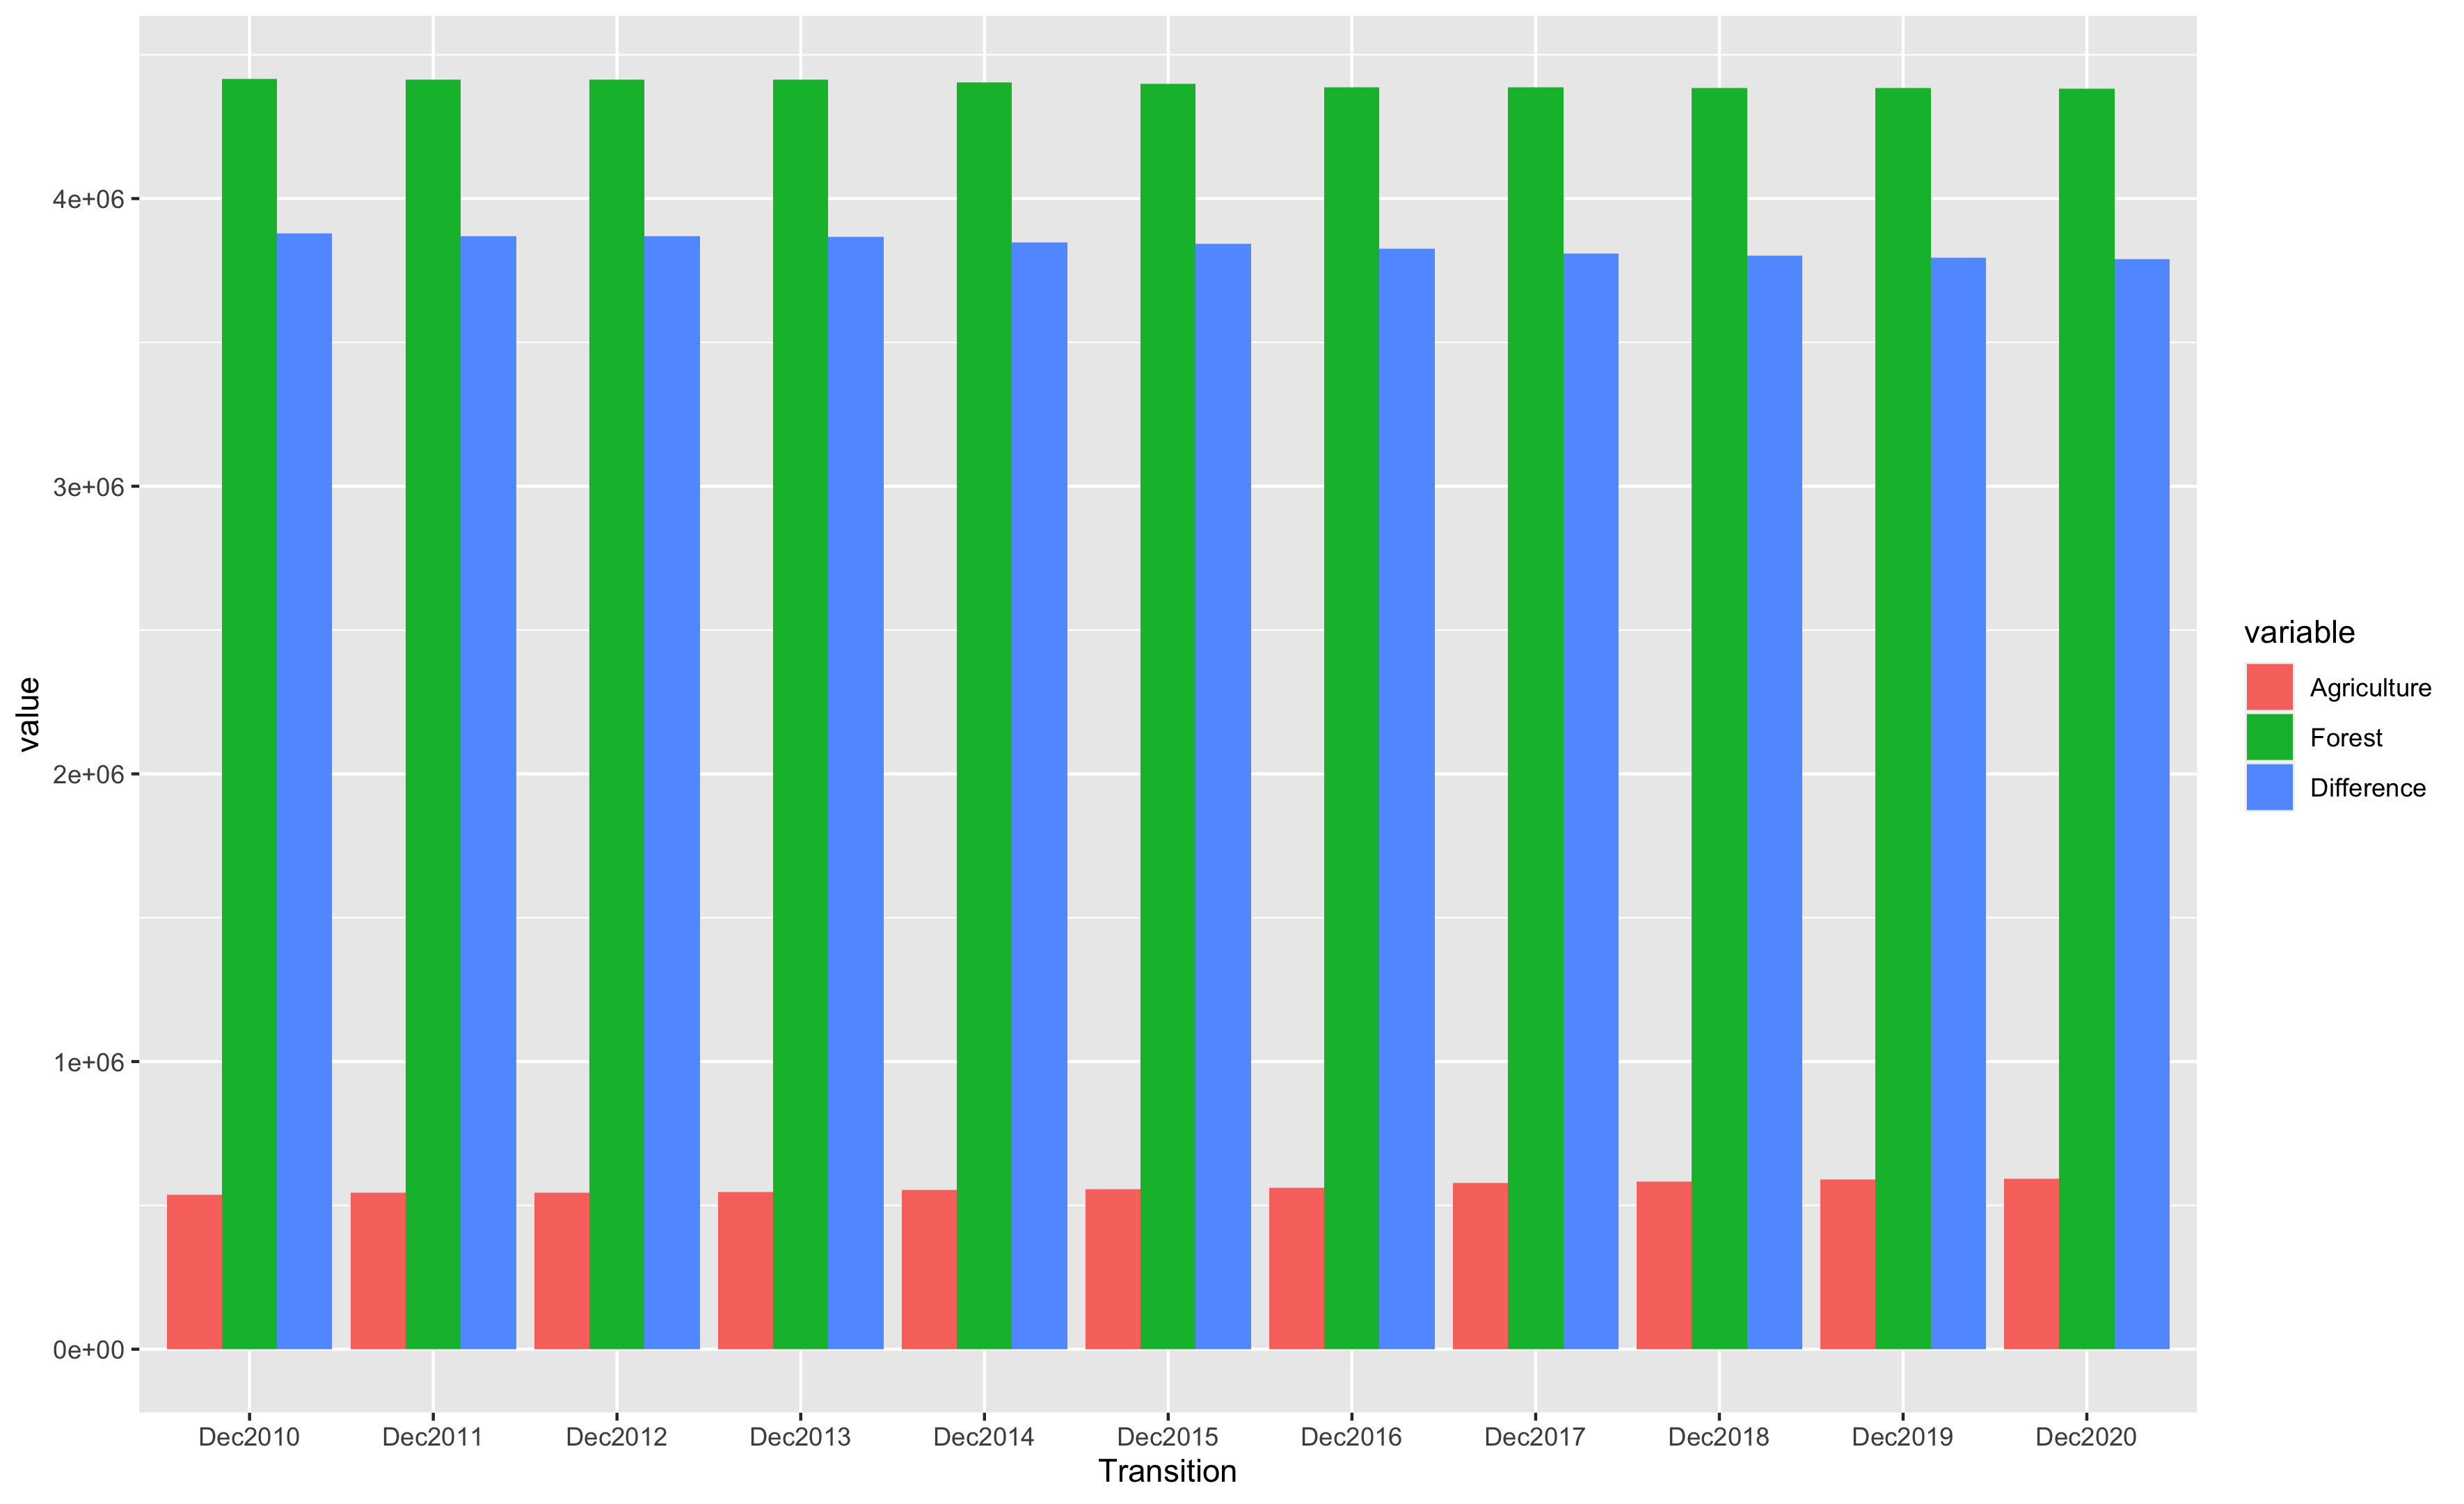 value
4e+06
3e+06
2e+06
1e+06
0e+00
Dec2010 Dec2011 Dec2012 Dec2013 Dec2014 Dec2015 Dec2016 Dec2017 Dec2018 Dec2019 Dec2020
Transition
variable
Agriculture
Forest
Difference